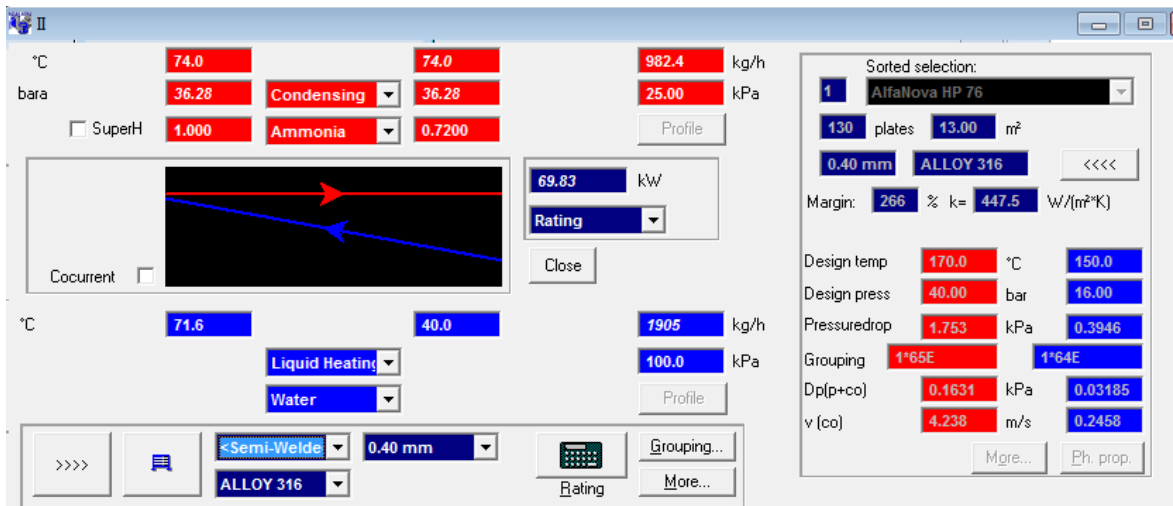 II
°C 74.0 74.0 982.4 kg/h
bara 36.28 Condensing 36.28 25.00 kPa
SuperH 1.000 Ammonia 0.7200 Profile
69.83 kW
Rating
Cocurrent
Close
°C 71.6 40.0 1905 kg/h
Liquid Heating 100.0 kPa
Water Profile
>>>> <Semi-Welde 0.40 mm Grouping...
ALLOY 316 Rating More...
Sorted selection:
1 AlfaNova HP 76
130 plates 13.00 m²
0.40 mm ALLOY 316 <<<<
Margin: 266 % k= 447.5 W/(m²*K)
Design temp 170.0 °C 150.0
Design press 40.00 bar 16.00
Pressuredrop 1.753 kPa 0.3946
Grouping 1*65E 1*64E
Dp(p+co) 0.1631 kPa 0.03185
v (co) 4.238 m/s 0.2458
More... Ph. prop.